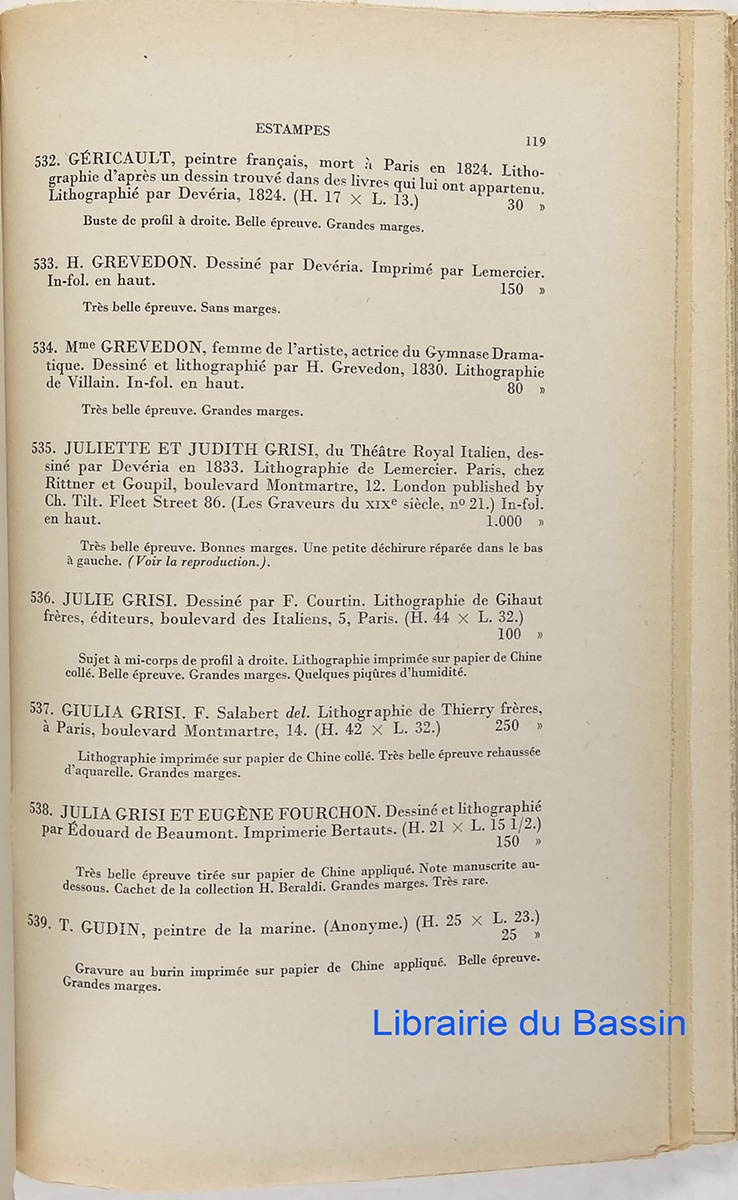 ESTAMPES
119
532. GÉRICAULT, peintre français, mort à Paris en 1824. Litho-
graphie d'après un dessin trouvé dans des livres qui lui ont appartenu.
Lithographié par Devéria, 1824. (H. 17 × L. 13.) 30 »
Buste de profil à droite. Belle épreuve. Grandes marges.
533. H. GREVEDON. Dessiné par Devéria. Imprimé par Lemercier.
In-fol. en haut. 150 »
Très belle épreuve. Sans marges.
534. Mme GREVEDON, femme de l'artiste, actrice du Gymnase Drama-
tique. Dessiné et lithographié par H. Grevedon, 1830. Lithographie
de Villain. In-fol. en haut. 80 »
Très belle épreuve. Grandes marges.
535. JULIETTE ET JUDITH GRISI, du Théâtre Royal Italien, des-
siné par Devéria en 1833. Lithographie de Lemercier. Paris, chez
Rittner et Goupil, boulevard Montmartre, 12. London published by
Ch. Tilt. Fleet Street 86. (Les Graveurs du XIXe siècle, no 21.) In-fol.
en haut. 1.000 »
Très belle épreuve. Bonnes marges. Une petite déchirure réparée dans le bas
à gauche. (Voir la reproduction.).
536. JULIE GRISI. Dessiné par F. Courtin. Lithographie de Gihaut
frères, éditeurs, boulevard des Italiens, 5, Paris. (H. 44 × L. 32.)
100 »
Sujet à mi-corps de profil à droite. Lithographie imprimée sur papier de Chine
collé. Belle épreuve. Grandes marges. Quelques piqûres d'humidité.
537. GIULIA GRISI. F. Salabert del. Lithographie de Thierry frères,
à Paris, boulevard Montmartre, 14. (H. 42 × L. 32.) 250 »
Lithographie imprimée sur papier de Chine collé. Très belle épreuve rehaussée
d'aquarelle. Grandes marges.
538. JULIA GRISI ET EUGÈNE FOURCHON. Dessiné et lithographié
par Édouard de Beaumont. Imprimerie Bertauts. (H. 21 × L. 15 1/2.)
150 »
Très belle épreuve tirée sur papier de Chine appliqué. Note manuscrite au-
dessous. Cachet de la collection H. Beraldi. Grandes marges. Très rare.
539. T. GUDIN, peintre de la marine. (Anonyme.) (H. 25 × L. 23.)
25 »
Gravure au burin imprimée sur papier de Chine appliqué. Belle épreuve.
Grandes marges.
Librairie du Bassin